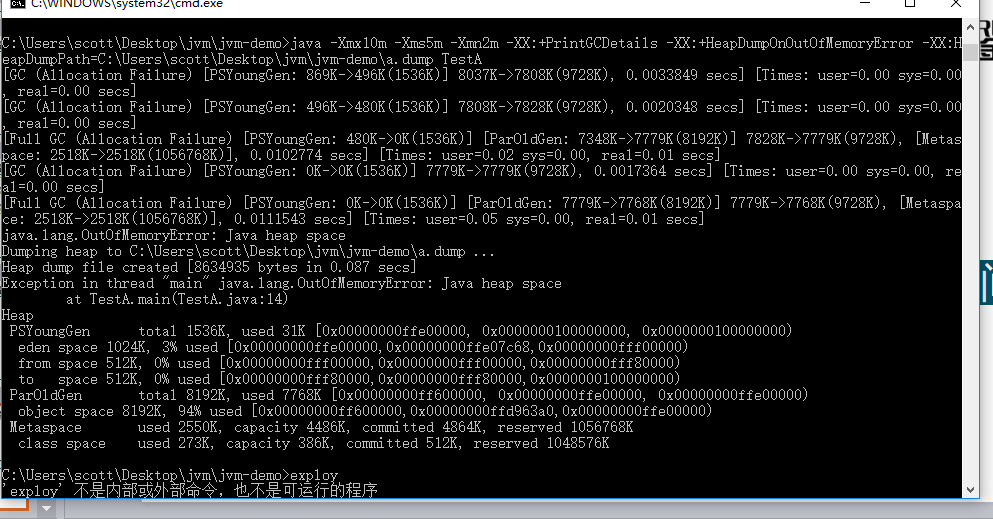 C:\WINDOWS\system32\cmd.exe
C:\Users\scott\Desktop\jvm\jvm-demo>java -Xmx10m -Xms5m -Xmn2m -XX:+PrintGCDetails -XX:+HeapDumpOnOutOfMemoryError -XX:H
eapDumpPath=C:\Users\scott\Desktop\jvm\jvm-demo\a.dump TestA
[GC (Allocation Failure) [PSYoungGen: 869K->496K(1536K)] 8037K->7808K(9728K), 0.0033849 secs] [Times: user=0.00 sys=0.00
, real=0.00 secs]
[GC (Allocation Failure) [PSYoungGen: 496K->480K(1536K)] 7808K->7828K(9728K), 0.0020348 secs] [Times: user=0.00 sys=0.00
, real=0.00 secs]
[Full GC (Allocation Failure) [PSYoungGen: 480K->0K(1536K)] [ParOldGen: 7348K->7779K(8192K)] 7828K->7779K(9728K), [Metas
pace: 2518K->2518K(1056768K)], 0.0102774 secs] [Times: user=0.02 sys=0.00, real=0.01 secs]
[GC (Allocation Failure) [PSYoungGen: 0K->0K(1536K)] 7779K->7779K(9728K), 0.0017364 secs] [Times: user=0.00 sys=0.00, re
al=0.00 secs]
[Full GC (Allocation Failure) [PSYoungGen: 0K->0K(1536K)] [ParOldGen: 7779K->7768K(8192K)] 7779K->7768K(9728K), [Metaspa
ce: 2518K->2518K(1056768K)], 0.0111543 secs] [Times: user=0.05 sys=0.00, real=0.01 secs]
java.lang.OutOfMemoryError: Java heap space
Dumping heap to C:\Users\scott\Desktop\jvm\jvm-demo\a.dump ...
Heap dump file created [8634935 bytes in 0.087 secs]
Exception in thread "main" java.lang.OutOfMemoryError: Java heap space
at TestA.main(TestA.java:14)
Heap
PSYoungGen total 1536K, used 31K [0x00000000ffe00000, 0x0000000100000000, 0x0000000100000000)
eden space 1024K, 3% used [0x00000000ffe00000,0x00000000ffe07c68,0x00000000fff00000)
from space 512K, 0% used [0x00000000fff00000,0x00000000fff00000,0x00000000fff80000)
to space 512K, 0% used [0x00000000fff80000,0x00000000fff80000,0x0000000100000000)
ParOldGen total 8192K, used 7768K [0x00000000ff600000, 0x00000000ffe00000, 0x00000000ffe00000)
object space 8192K, 94% used [0x00000000ff600000,0x00000000ffd963a0,0x00000000ffe00000)
Metaspace used 2550K, capacity 4486K, committed 4864K, reserved 1056768K
class space used 273K, capacity 386K, committed 512K, reserved 1048576K
C:\Users\scott\Desktop\jvm\jvm-demo>exploy
'exploy' 不是内部或外部命令，也不是可运行的程序